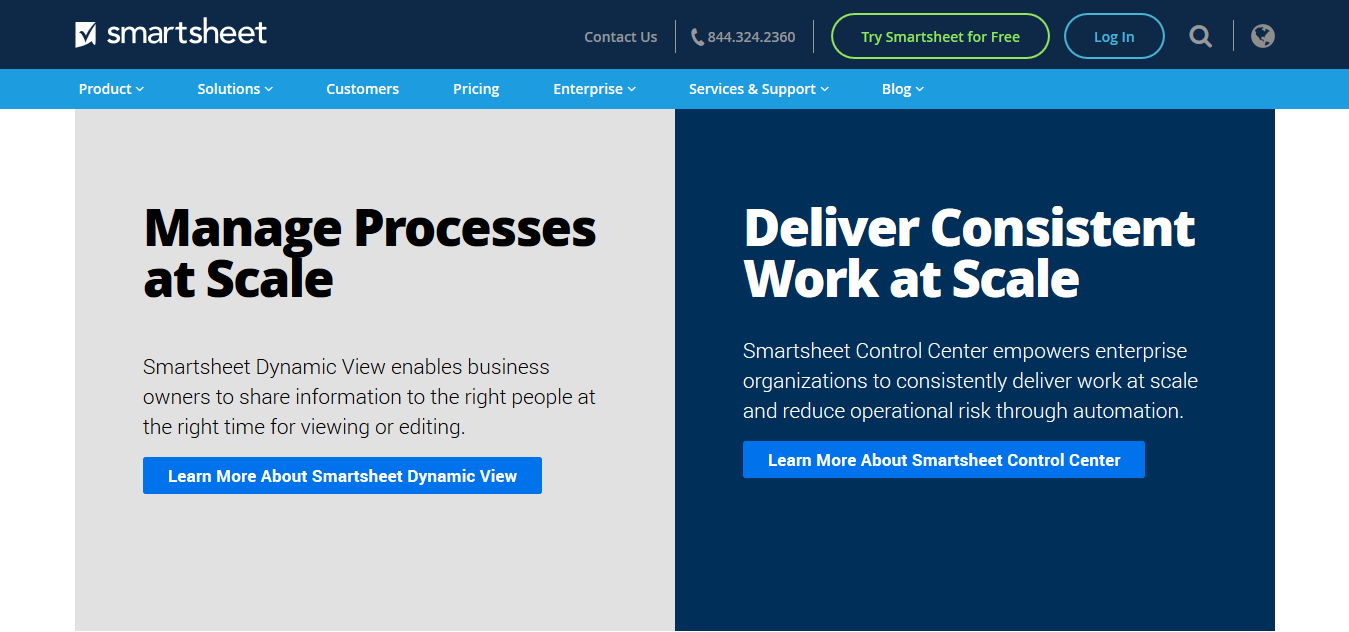 smartsheet
Contact Us
844.324.2360
Try Smartsheet for Free
Log In
Product
Solutions
Customers
Pricing
Enterprise
Services & Support
Blog
Manage Processes
at Scale
Smartsheet Dynamic View enables business
owners to share information to the right people at
the right time for viewing or editing.
Learn More About Smartsheet Dynamic View
Deliver Consistent
Work at Scale
Smartsheet Control Center empowers enterprise
organizations to consistently deliver work at scale
and reduce operational risk through automation.
Learn More About Smartsheet Control Center